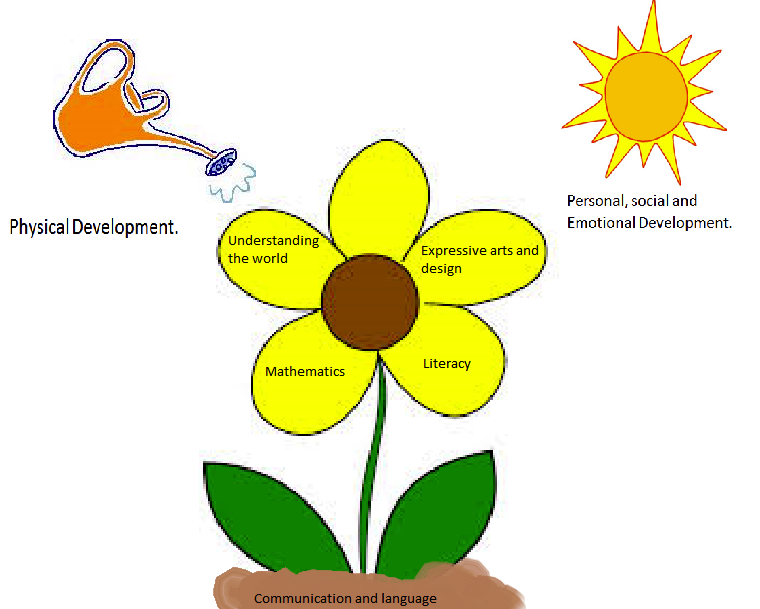 Personal, social and
Emotional Development.
Physical Development.
Understanding
the world
Expressive arts and
design
Mathematics
Literacy
Communication and language